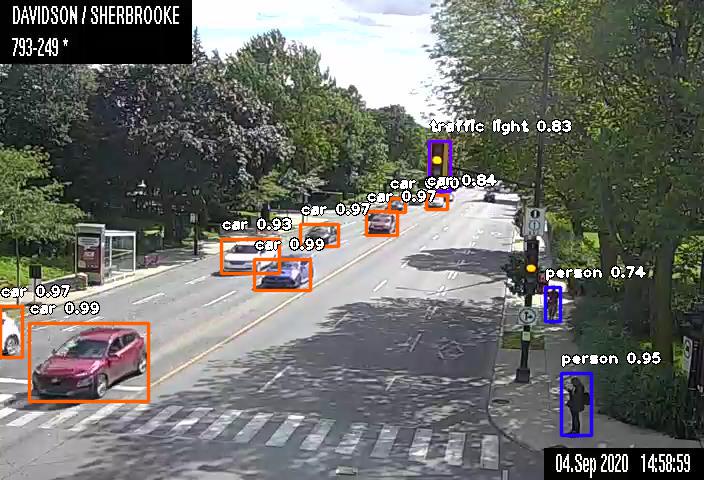 DAVIDSON / SHERBROOKE
793-249 *
traffic light 0.83
car 0.84
car
car 0.97
car 0.97
car 0.93
car 0.99
person 0.74
car 0.97
car 0.99
person 0.95
04.Sep 2020 14:58:59